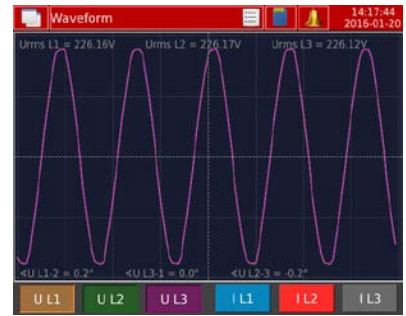 Waveform
14:17:44
2016-01-20
Urms L1 = 226.16V Urms L2 = 226.17V Urms L3 = 226.12V
∢U L1-2 = 0.2° ∢U L3-1 = 0.0° ∢U L2-3 = -0.2°
U L1 U L2 U L3 I L1 I L2 I L3